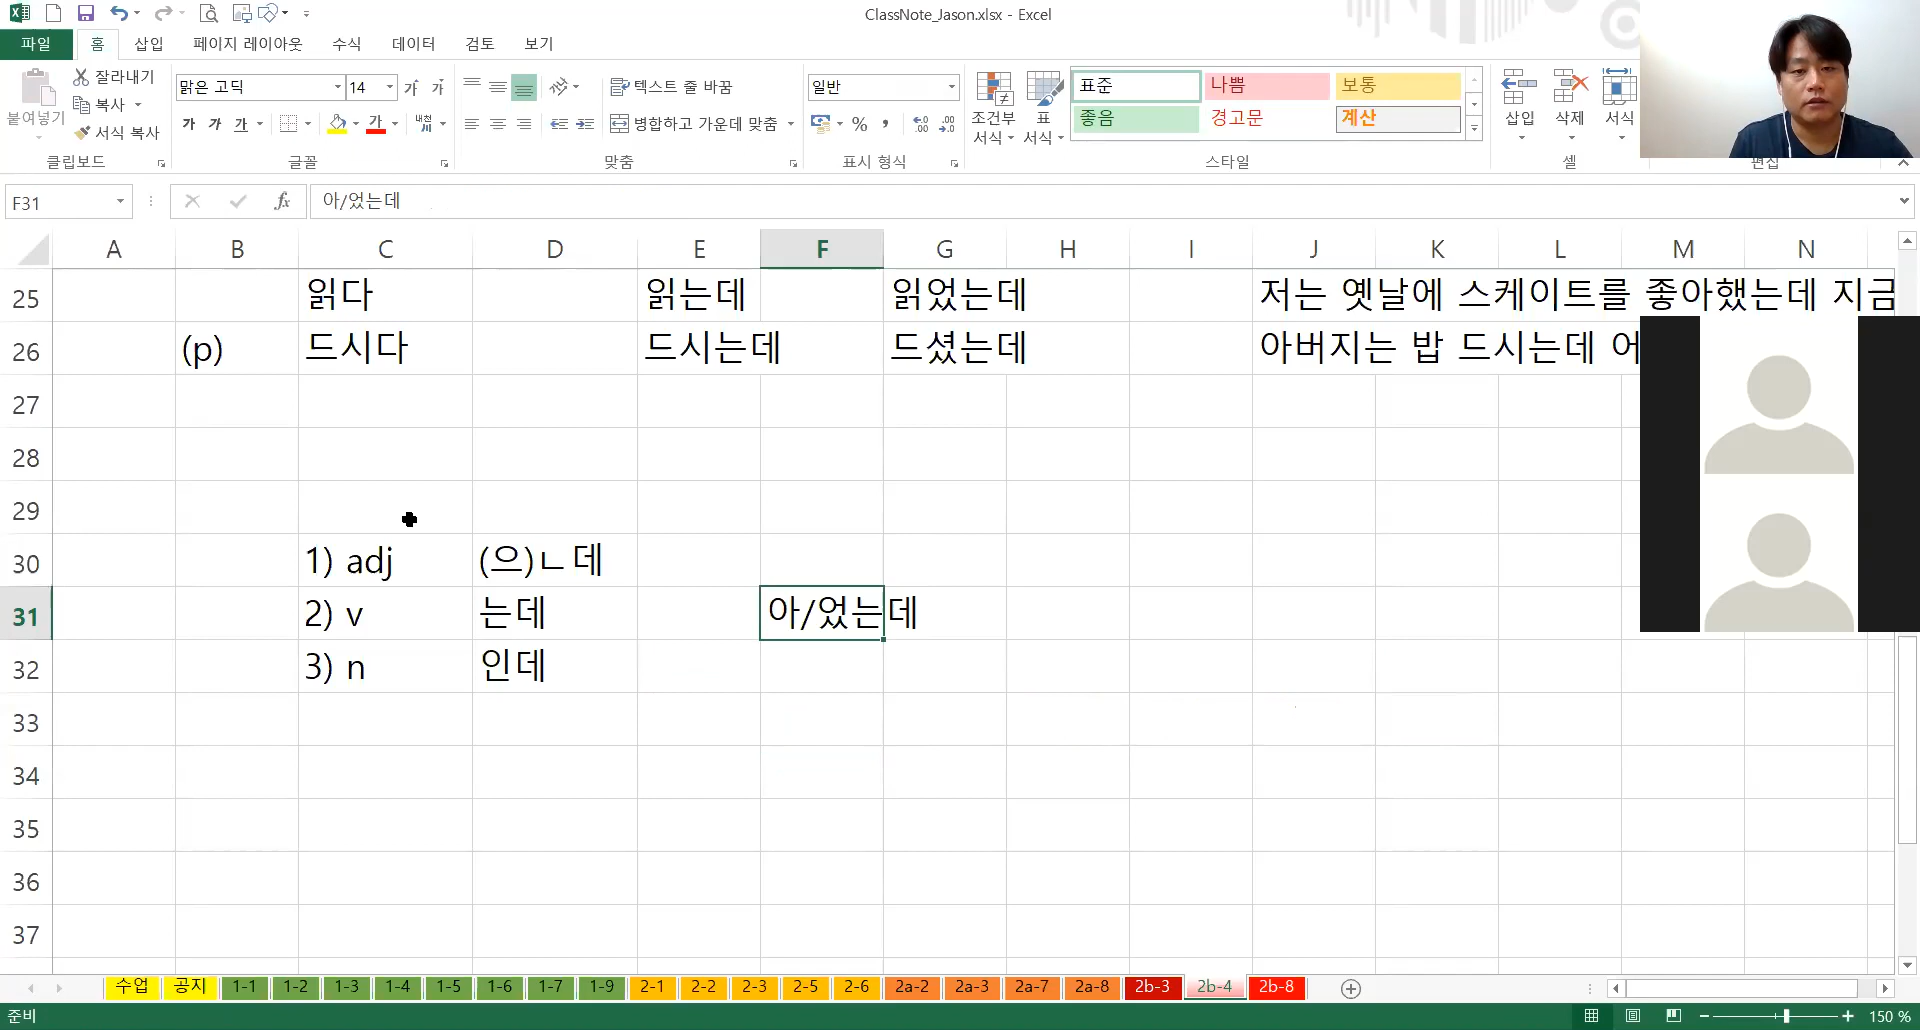 ClassNote_Jason.xlsx - Excel
파일 홈 삽입 페이지 레이아웃 수식 데이터 검토 보기
잘라내기
복사
서식 복사
붙여넣기
클립보드
맑은 고딕 14
가 가
가 가 가 가 내천
글꼴
텍스트 줄 바꿈
병합하고 가운데 맞춤
맞춤
일반
% ,
표시 형식
조건부 서식
표 서식
표준 나쁨 보통
좋음 경고문 계산
스타일
삽입 삭제 서식
셀
편집
F31 fx 아/었는데
A B C D E F G H I J K L M N
25 읽다 읽는데 읽었는데 저는 옛날에 스케이트를 좋아했는데 지금
26 (p) 드시다 드시는데 드셨는데 아버지는 밥 드시는데 어
27
28
29
30 1) adj (으)ㄴ데
31 2) v 는데 아/었는데
32 3) n 인데
33
34
35
36
37
수업 공지 1-1 1-2 1-3 1-4 1-5 1-6 1-7 1-9 2-1 2-2 2-3 2-5 2-6 2a-2 2a-3 2a-7 2a-8 2b-3 2b-4 2b-8
준비 150 %